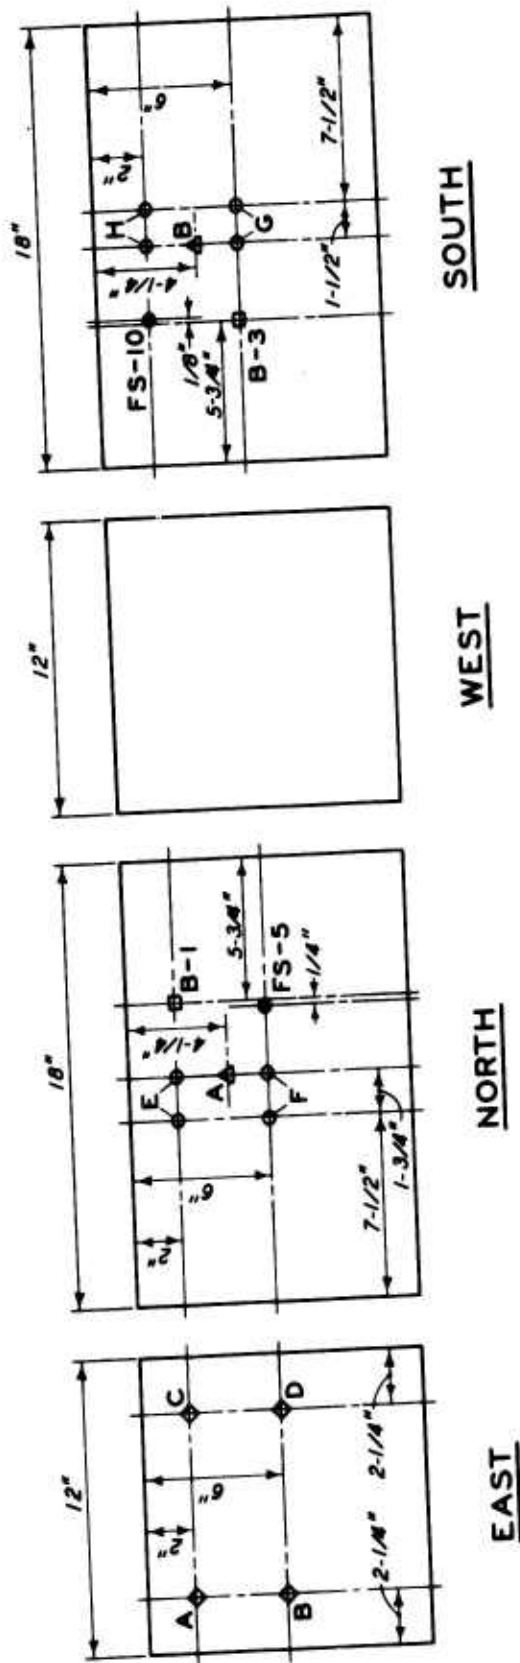 12"
2"
6"
A
C
B
D
2-1/4"
2-1/4"
EAST
18"
2"
6"
4-1/4"
E
B-1
A
5-3/4"
F
FS-5
1/4"
7-1/2"
1-3/4"
NORTH
12"
WEST
18"
2"
6"
4-1/4"
FS-10
H
B
1/8"
5-3/4"
B-3
G
1-1/2"
7-1/2"
SOUTH